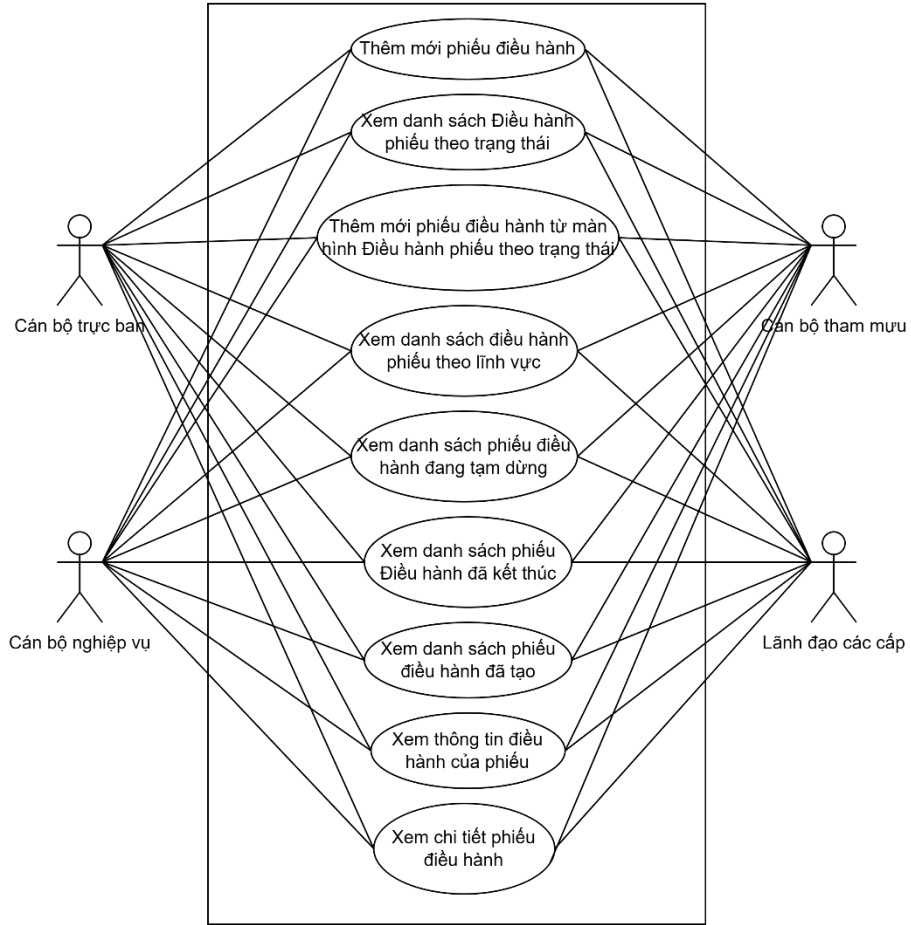 Thêm mới phiếu điều hành
Xem danh sách Điều hành
phiếu theo trạng thái
Thêm mới phiếu điều hành từ màn
hình Điều hành phiếu theo trạng thái
Cán bộ trực ban
Cán bộ tham mưu
Xem danh sách điều hành
phiếu theo lĩnh vực
Xem danh sách phiếu điều
hành đang tạm dừng
Xem danh sách phiếu
Điều hành đã kết thúc
Cán bộ nghiệp vụ
Lãnh đạo các cấp
Xem danh sách phiếu
điều hành đã tạo
Xem thông tin điều
hành của phiếu
Xem chi tiết phiếu
điều hành